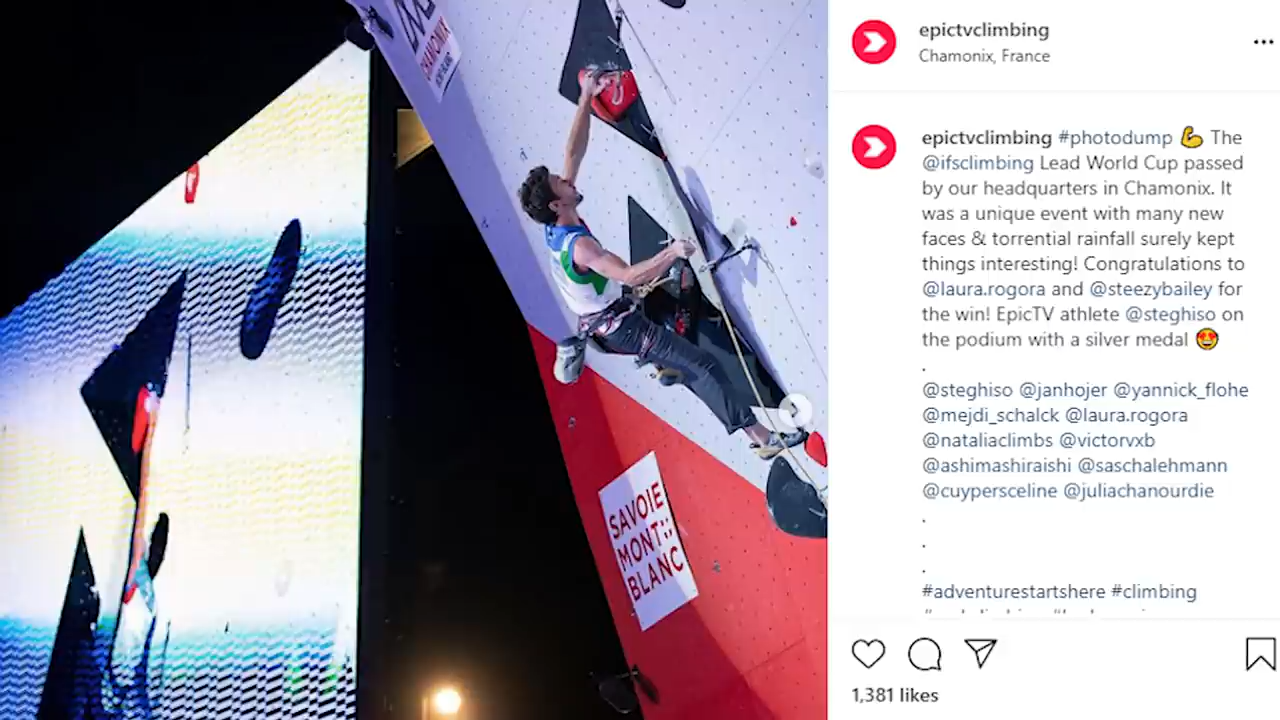 CHAMONIX
SAVOIE
MONT
BLANC
epictvclimbing
Chamonix, France
epictvclimbing #photodump 💪 The
@ifsclimbing Lead World Cup passed
by our headquarters in Chamonix. It
was a unique event with many new
faces & torrential rainfall surely kept
things interesting! Congratulations to
@laura.rogora and @steezybailey for
the win! EpicTV athlete @steghiso on
the podium with a silver medal 😍
.
@steghiso @janhojer @yannick_flohe
@mejdi_schalck @laura.rogora
@nataliaclimbs @victorvxb
@ashimashiraishi @saschalehmann
@cuypersceline @juliachanourdie
.
.
.
#adventurestartshere #climbing
1,381 likes